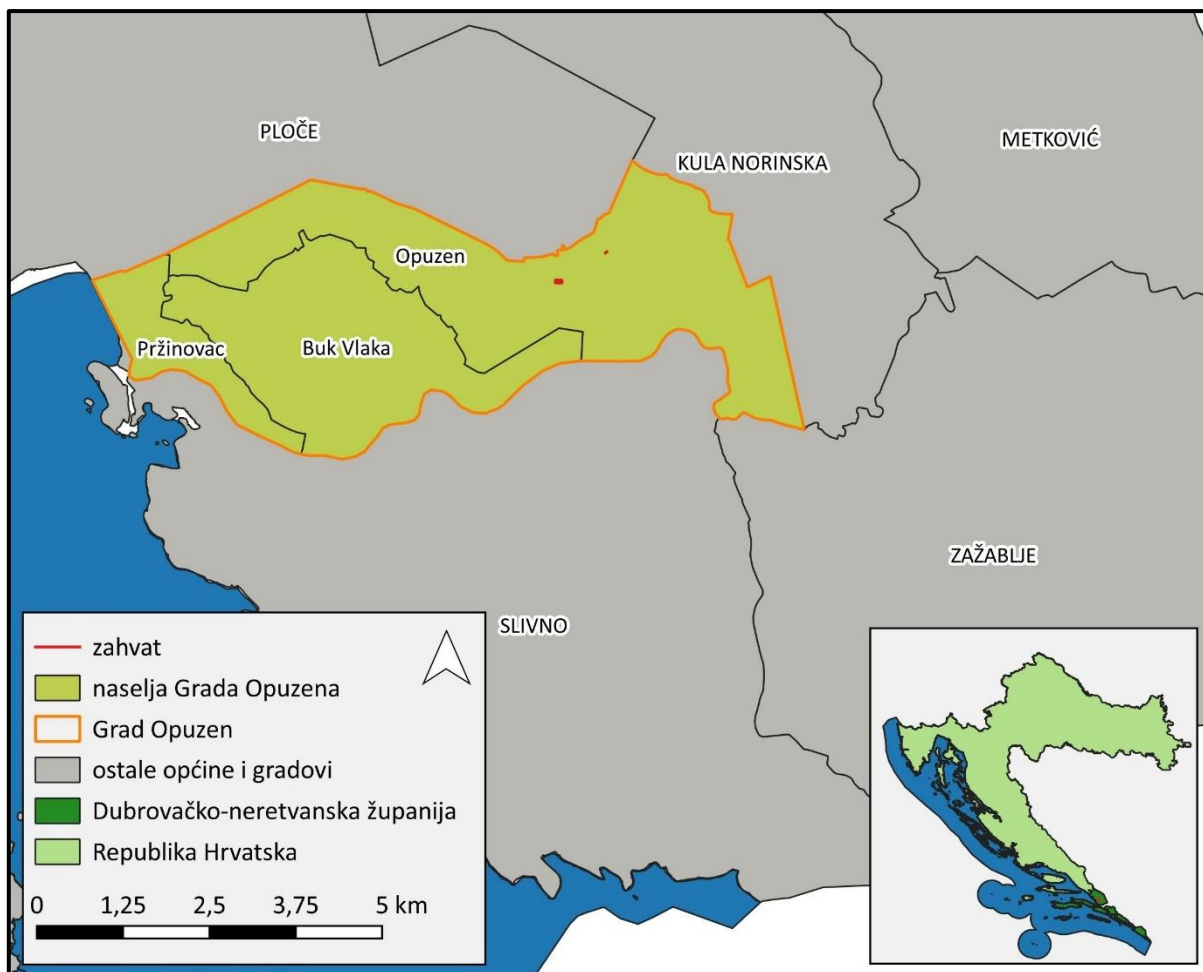 PLOČE
METKOVIĆ
KULA NORINSKA
Opuzen
Pržinovac
Buk Vlaka
ZAŽABLJE
SLIVNO
zahvat
naselja Grada Opuzena
Grad Opuzen
ostale općine i gradovi
Dubrovačko-neretvanska županija
Republika Hrvatska
0 1,25 2,5 3,75 5 km